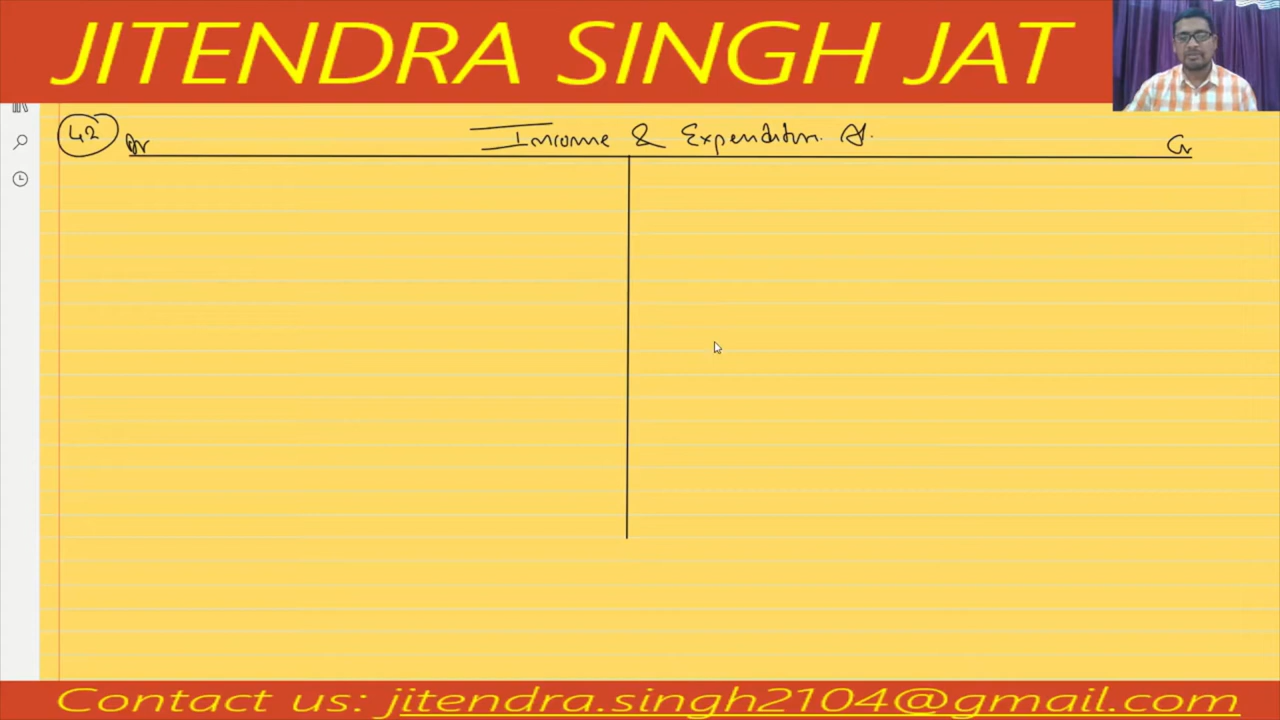 JITENDRA SINGH JAT
42 Dr Income & Expenditure A/. Cr
Contact us: jitendra.singh2104@gmail.com